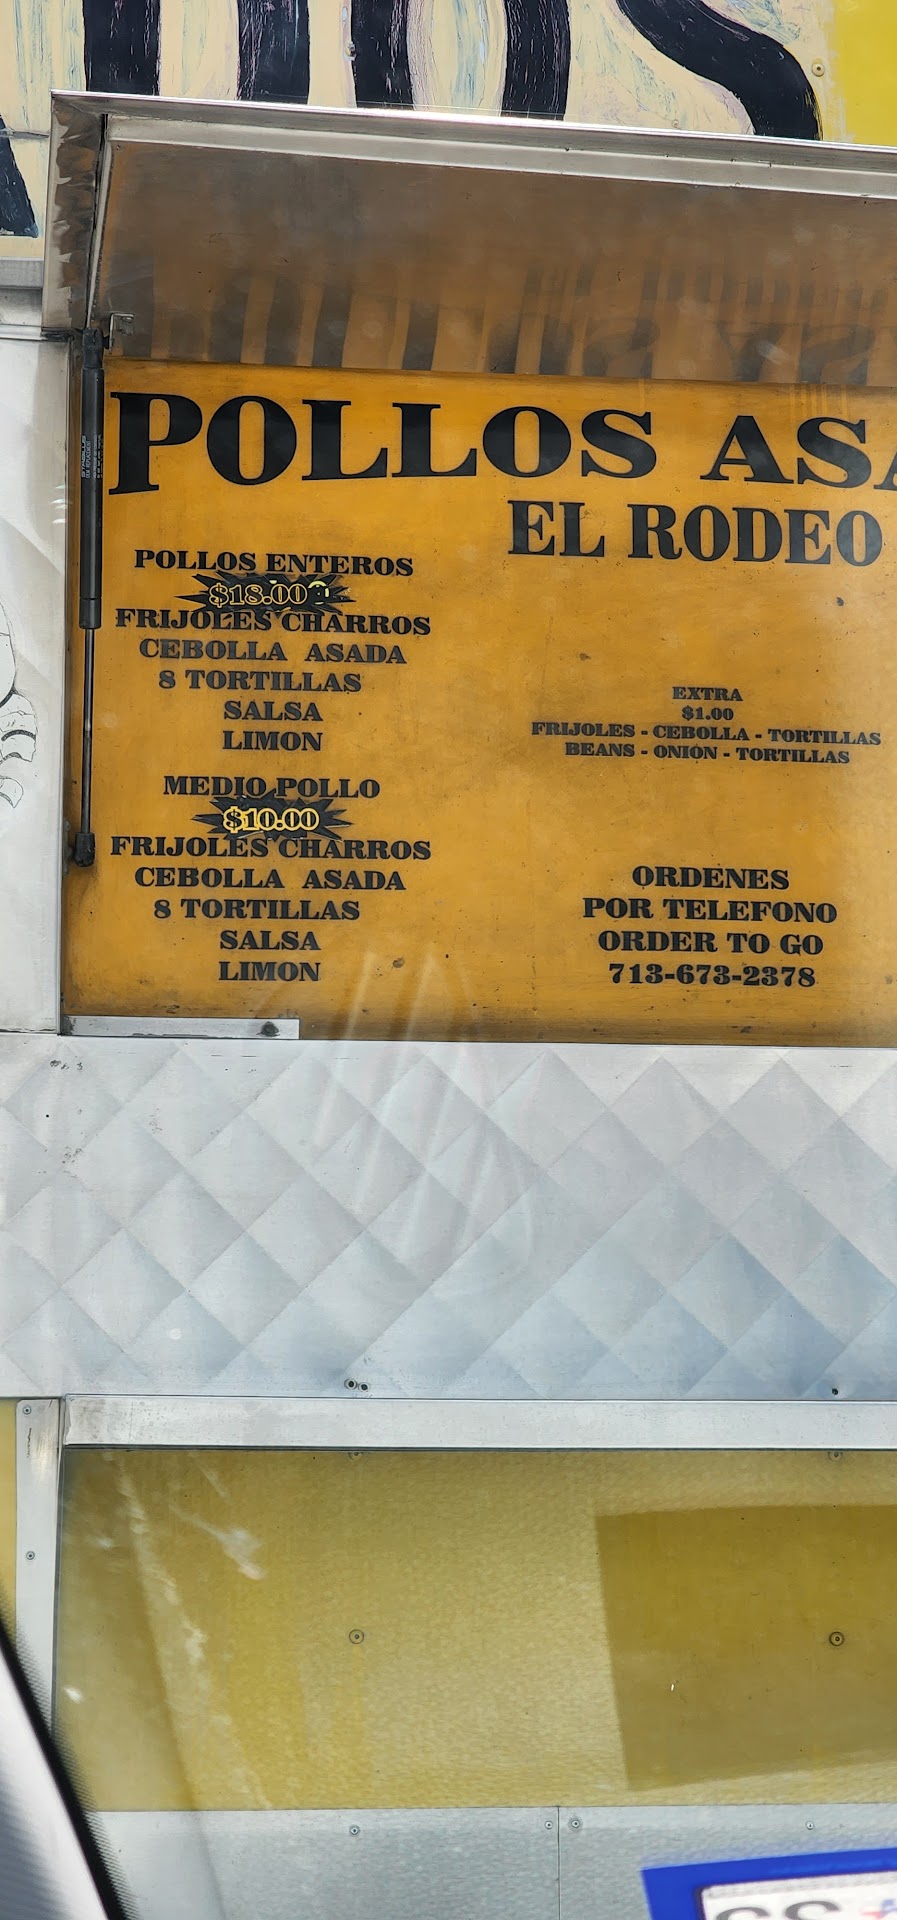 POLLOS ASA
EL RODEO
POLLOS ENTEROS
$18.00
FRIJOLES CHARROS
CEBOLLA ASADA
8 TORTILLAS
SALSA
LIMON
MEDIO POLLO
$10.00
FRIJOLES CHARROS
CEBOLLA ASADA
8 TORTILLAS
SALSA
LIMON
EXTRA
$1.00
FRIJOLES - CEBOLLA - TORTILLAS
BEANS - ONION - TORTILLAS
ORDENES
POR TELEFONO
ORDER TO GO
713-673-2378